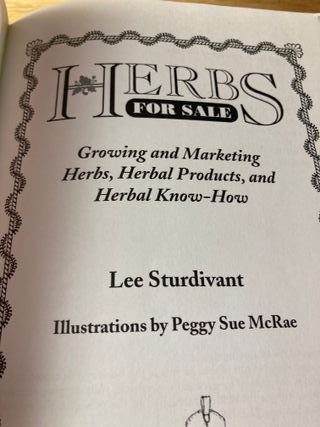 HERBS
FOR SALE
Growing and Marketing
Herbs, Herbal Products, and
Herbal Know-How
Lee Sturdivant
Illustrations by Peggy Sue McRae